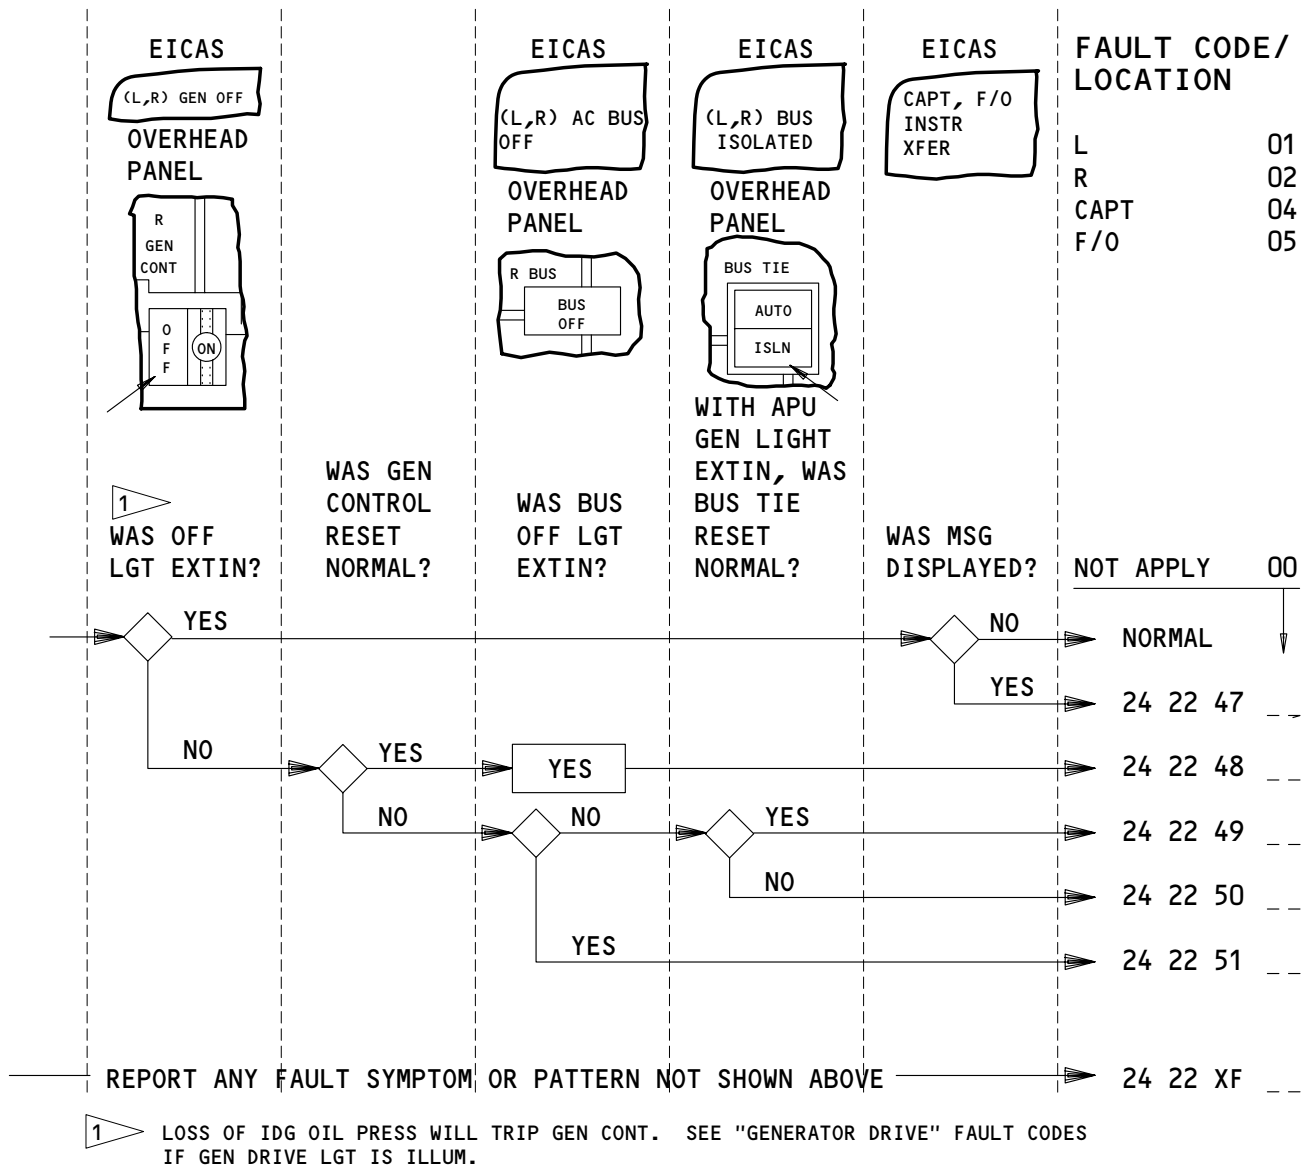 EICAS
(L,R) GEN OFF
OVERHEAD
PANEL
R
GEN
CONT
O
F
F
ON
1
WAS OFF
LGT EXTIN?
WAS GEN
CONTROL
RESET
NORMAL?
EICAS
(L,R) AC BUS
OFF
OVERHEAD
PANEL
R BUS
BUS
OFF
WAS BUS
OFF LGT
EXTIN?
EICAS
(L,R) BUS
ISOLATED
OVERHEAD
PANEL
BUS TIE
AUTO
ISLN
WITH APU
GEN LIGHT
EXTIN, WAS
BUS TIE
RESET
NORMAL?
EICAS
CAPT, F/O
INSTR
XFER
WAS MSG
DISPLAYED?
FAULT CODE/
LOCATION
L 01
R 02
CAPT 04
F/O 05
NOT APPLY 00
YES
NO
NORMAL
YES
24 22 47 _ _
NO
YES
YES
24 22 48 _ _
NO
NO
YES
24 22 49 _ _
NO
24 22 50 _ _
YES
24 22 51 _ _
REPORT ANY FAULT SYMPTOM OR PATTERN NOT SHOWN ABOVE
24 22 XF _ _
1
LOSS OF IDG OIL PRESS WILL TRIP GEN CONT. SEE "GENERATOR DRIVE" FAULT CODES
IF GEN DRIVE LGT IS ILLUM.